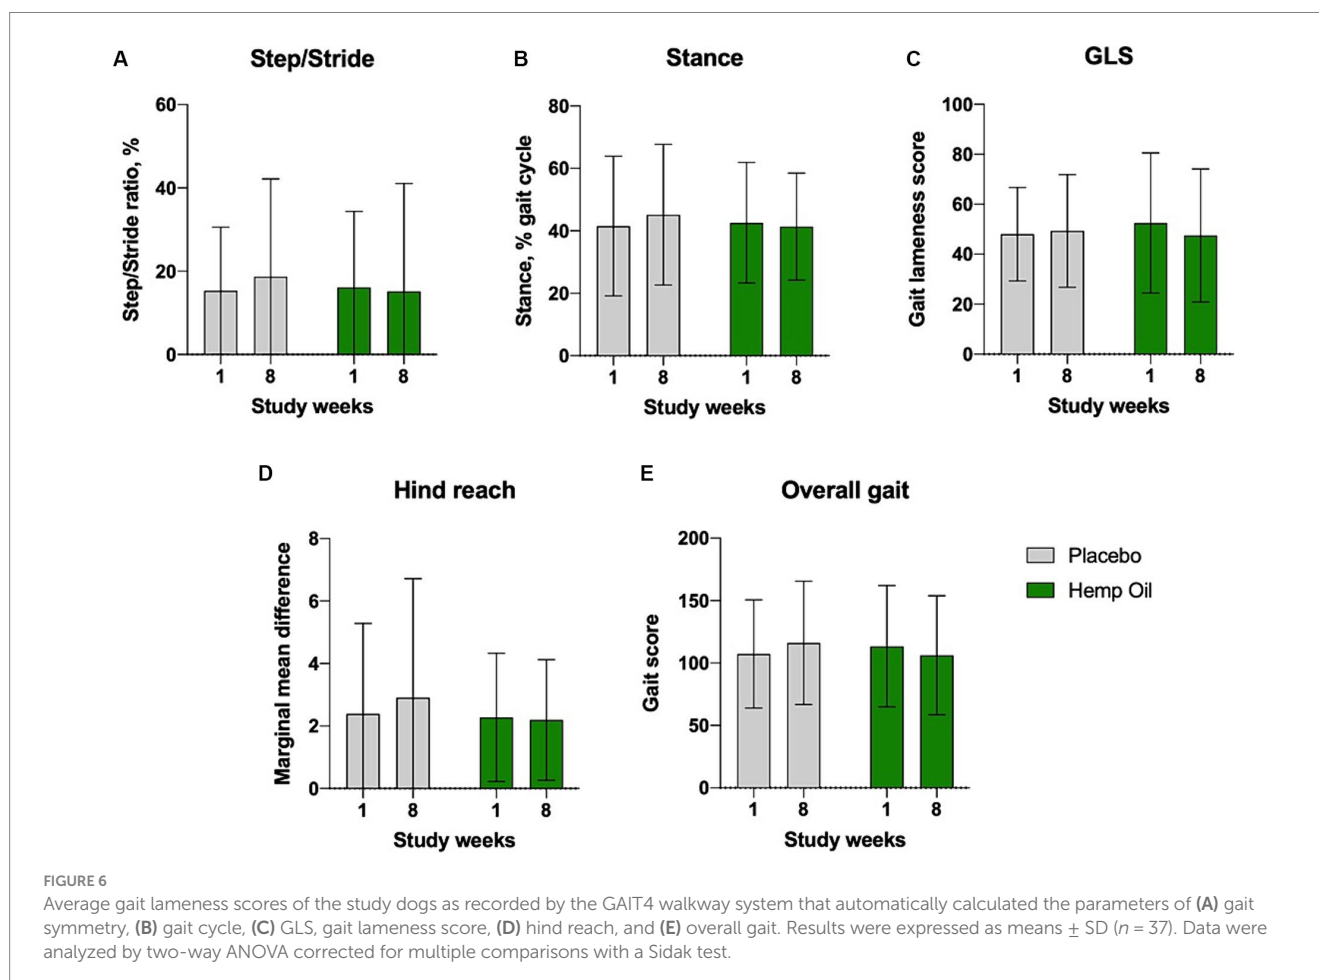 A
Step/Stride
Step/Stride ratio, %
60
40
20
0
1 8 1 8
Study weeks
B
Stance
Stance, % gait cycle
80
60
40
20
0
1 8 1 8
Study weeks
C
GLS
Gait lameness score
100
80
60
40
20
0
1 8 1 8
Study weeks
D
Hind reach
Marginal mean difference
8
6
4
2
0
1 8 1 8
Study weeks
E
Overall gait
Gait score
200
150
100
50
0
1 8 1 8
Study weeks
Placebo
Hemp Oil
FIGURE 6
Average gait lameness scores of the study dogs as recorded by the GAIT4 walkway system that automatically calculated the parameters of (A) gait
symmetry, (B) gait cycle, (C) GLS, gait lameness score, (D) hind reach, and (E) overall gait. Results were expressed as means ± SD (n = 37). Data were
analyzed by two-way ANOVA corrected for multiple comparisons with a Sidak test.